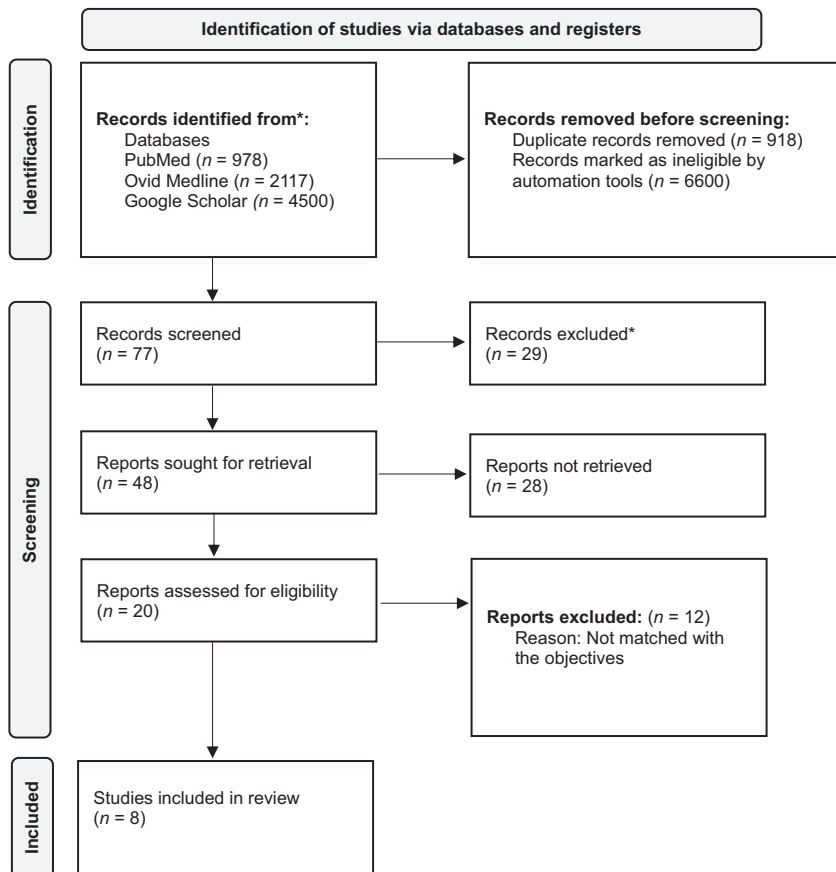 Identification of studies via databases and registers
Identification
Records identified from*:
Databases
PubMed (n = 978)
Ovid Medline (n = 2117)
Google Scholar (n = 4500)
Records removed before screening:
Duplicate records removed (n = 918)
Records marked as ineligible by
automation tools (n = 6600)
Screening
Records screened
(n = 77)
Records excluded*
(n = 29)
Reports sought for retrieval
(n = 48)
Reports not retrieved
(n = 28)
Reports assessed for eligibility
(n = 20)
Reports excluded: (n = 12)
Reason: Not matched with
the objectives
Included
Studies included in review
(n = 8)